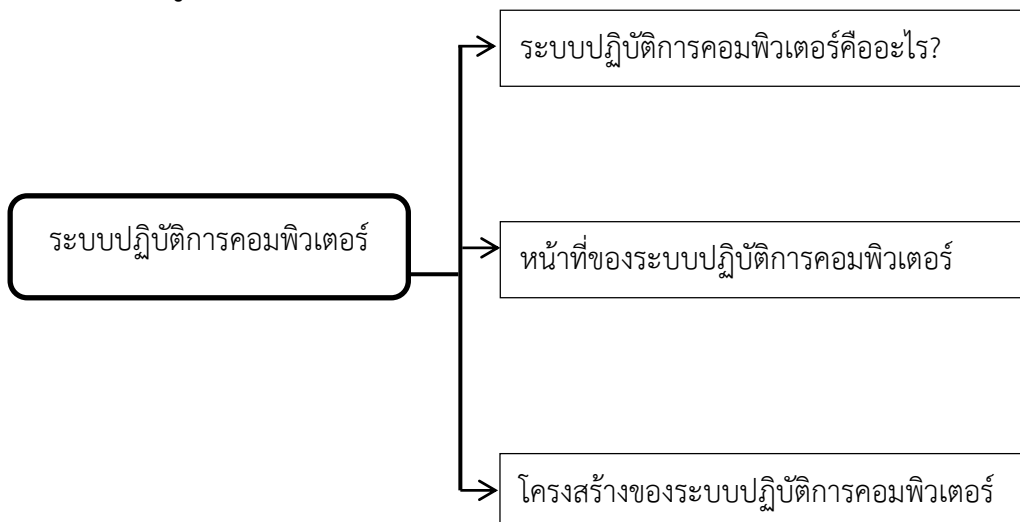 ระบบปฏิบัติการคอมพิวเตอร์คืออะไร?
ระบบปฏิบัติการคอมพิวเตอร์
หน้าที่ของระบบปฏิบัติการคอมพิวเตอร์
โครงสร้างของระบบปฏิบัติการคอมพิวเตอร์